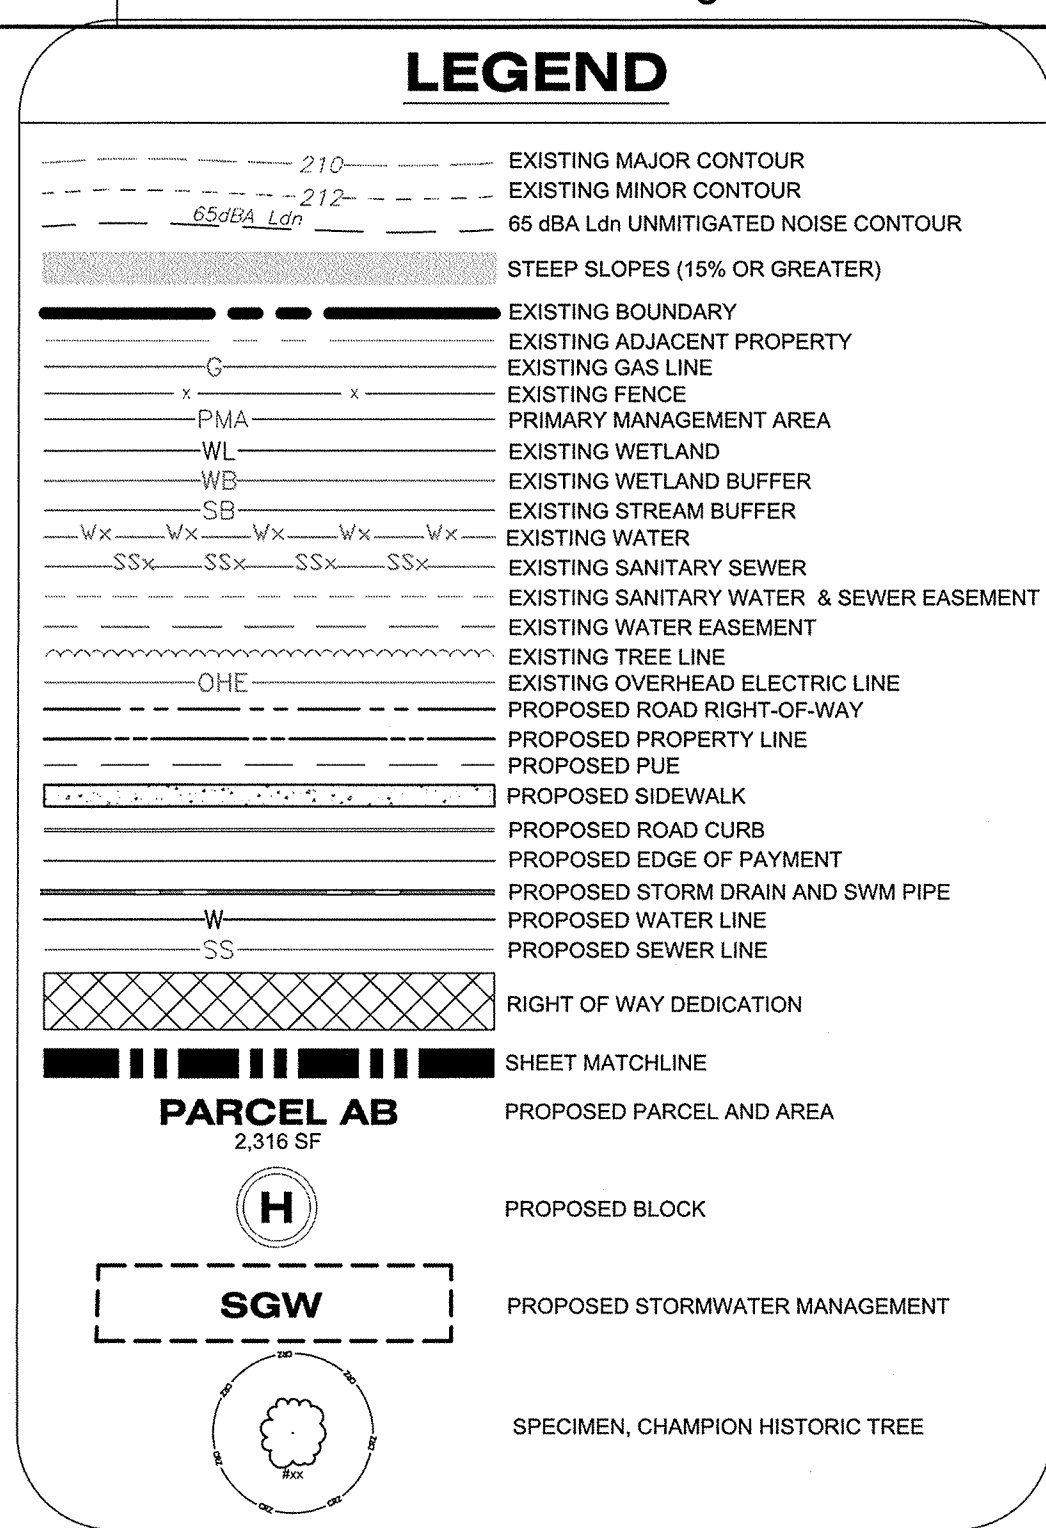 LEGEND
210 EXISTING MAJOR CONTOUR
212 EXISTING MINOR CONTOUR
65dBA Ldn 65 dBA Ldn UNMITIGATED NOISE CONTOUR
STEEP SLOPES (15% OR GREATER)
EXISTING BOUNDARY
EXISTING ADJACENT PROPERTY
G EXISTING GAS LINE
x x EXISTING FENCE
PMA PRIMARY MANAGEMENT AREA
WL EXISTING WETLAND
WB EXISTING WETLAND BUFFER
SB EXISTING STREAM BUFFER
Wx Wx Wx Wx Wx EXISTING WATER
SSx SSx SSx SSx EXISTING SANITARY SEWER
EXISTING SANITARY WATER & SEWER EASEMENT
EXISTING WATER EASEMENT
EXISTING TREE LINE
OHE EXISTING OVERHEAD ELECTRIC LINE
PROPOSED ROAD RIGHT-OF-WAY
PROPOSED PROPERTY LINE
PROPOSED PUE
PROPOSED SIDEWALK
PROPOSED ROAD CURB
PROPOSED EDGE OF PAYMENT
PROPOSED STORM DRAIN AND SWM PIPE
W PROPOSED WATER LINE
SS PROPOSED SEWER LINE
RIGHT OF WAY DEDICATION
SHEET MATCHLINE
PARCEL AB PROPOSED PARCEL AND AREA
2,316 SF
H PROPOSED BLOCK
SGW PROPOSED STORMWATER MANAGEMENT
CRZ CRZ CRZ CRZ CRZ CRZ CRZ
SPECIMEN, CHAMPION HISTORIC TREE
#xx